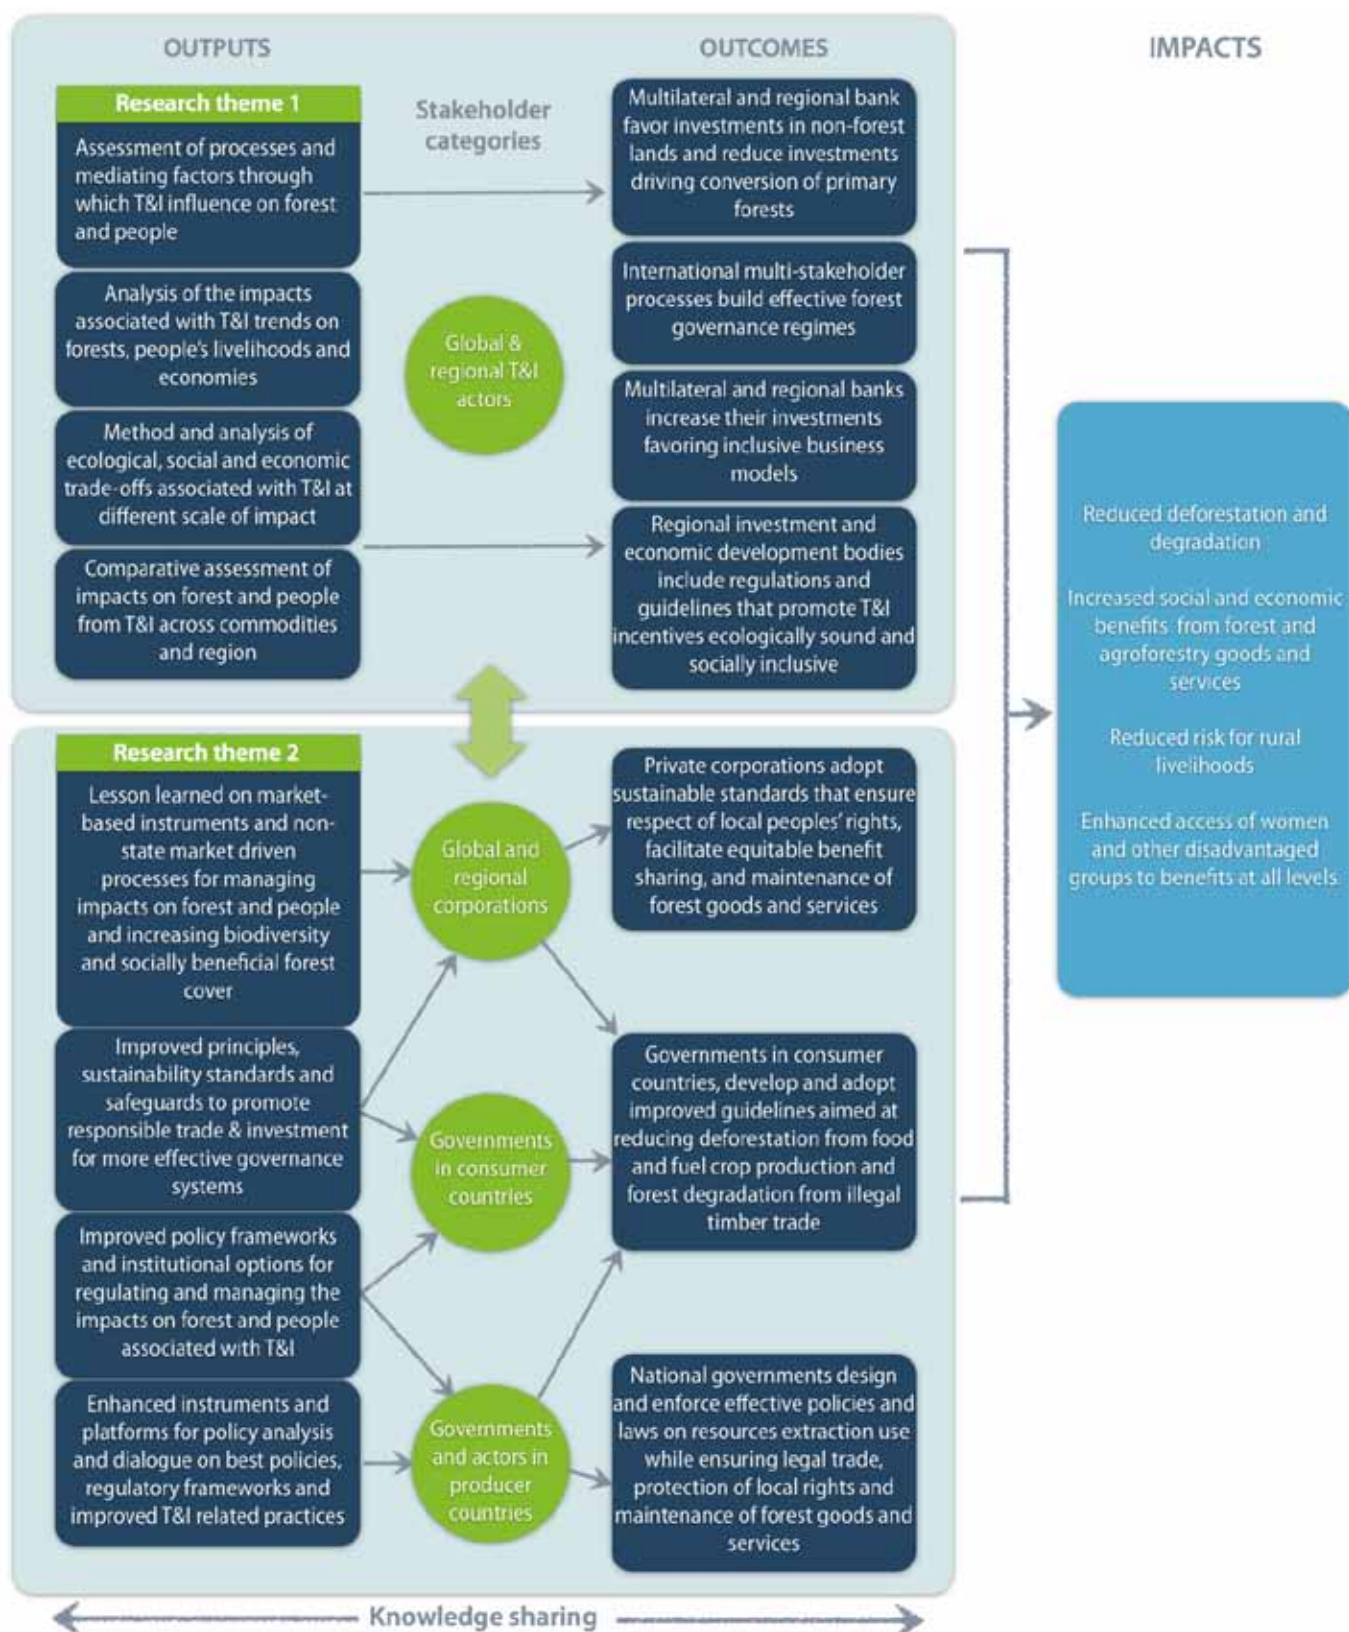 OUTPUTS
OUTCOMES
IMPACTS
Research theme 1
Assessment of processes and
mediating factors through
which T&I influence on forest
and people
Analysis of the impacts
associated with T&I trends on
forests, people's livelihoods and
economies
Method and analysis of
ecological, social and economic
trade-offs associated with T&I at
different scale of impact
Comparative assessment of
impacts on forest and people
from T&I across commodities
and region
Stakeholder
categories
Global &
regional T&I
actors
Multilateral and regional bank
favor investments in non-forest
lands and reduce investments
driving conversion of primary
forests
International multi-stakeholder
processes build effective forest
governance regimes
Multilateral and regional banks
increase their investments
favoring inclusive business
models
Regional investment and
economic development bodies
include regulations and
guidelines that promote T&I
incentives ecologically sound and
socially inclusive
Research theme 2
Lesson learned on market-
based instruments and non-
state market driven
processes for managing
impacts on forest and people
and increasing biodiversity
and socially beneficial forest
cover
Improved principles,
sustainability standards and
safeguards to promote
responsible trade & investment
for more effective governance
systems
Improved policy frameworks
and institutional options for
regulating and managing the
impacts on forest and people
associated with T&I
Enhanced instruments and
platforms for policy analysis
and dialogue on best policies,
regulatory frameworks and
improved T&I related practices
Global and
regional
corporations
Governments
in consumer
countries
Governments
and actors in
producer
countries
Private corporations adopt
sustainable standards that ensure
respect of local peoples' rights,
facilitate equitable benefit
sharing, and maintenance of
forest goods and services
Governments in consumer
countries, develop and adopt
improved guidelines aimed at
reducing deforestation from food
and fuel crop production and
forest degradation from illegal
timber trade
National governments design
and enforce effective policies and
laws on resources extraction use
while ensuring legal trade,
protection of local rights and
maintenance of forest goods and
services
Reduced deforestation and
degradation
Increased social and economic
benefits from forest and
agroforestry goods and
services
Reduced risk for rural
livelihoods
Enhanced access of women
and other disadvantaged
groups to benefits at all levels.
Knowledge sharing